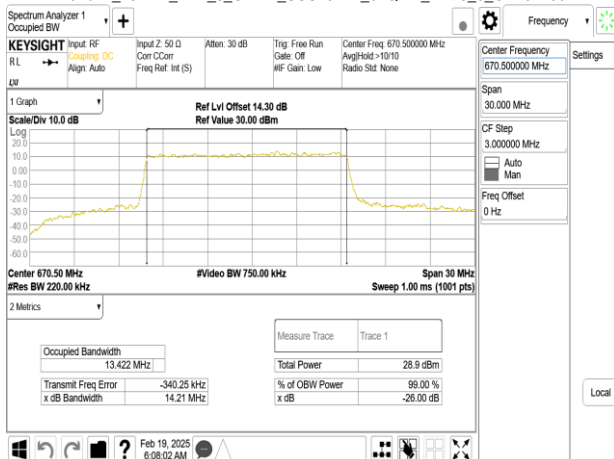 Spectrum Analyzer 1
Occupied BW
Frequency
KEYSIGHT
R L
Input: RF
Coupling: DC
Align: Auto
Input Z: 50 Ω
Corr CCorr
Freq Ref: Int (S)
Atten: 30 dB
Trig: Free Run
Gate: Off
#IF Gain: Low
Center Freq: 670.500000 MHz
Avg|Hold:>10/10
Radio Std: None
Center Frequency
670.500000 MHz
Settings
Span
30.000 MHz
CF Step
3.000000 MHz
Auto
Man
Freq Offset
0 Hz
Local
1 Graph
Scale/Div 10.0 dB
Ref Lvl Offset 14.30 dB
Ref Value 30.00 dBm
Log
20.0
10.0
0.00
-10.0
-20.0
-30.0
-40.0
-50.0
-60.0
Center 670.50 MHz
#Res BW 220.00 kHz
#Video BW 750.00 kHz
Span 30 MHz
Sweep 1.00 ms (1001 pts)
2 Metrics
Measure Trace
Trace 1
Occupied Bandwidth
13.422 MHz
Total Power
28.9 dBm
Transmit Freq Error
-340.25 kHz
% of OBW Power
99.00 %
x dB Bandwidth
14.21 MHz
x dB
-26.00 dB
?
Feb 19, 2025
6:08:02 AM